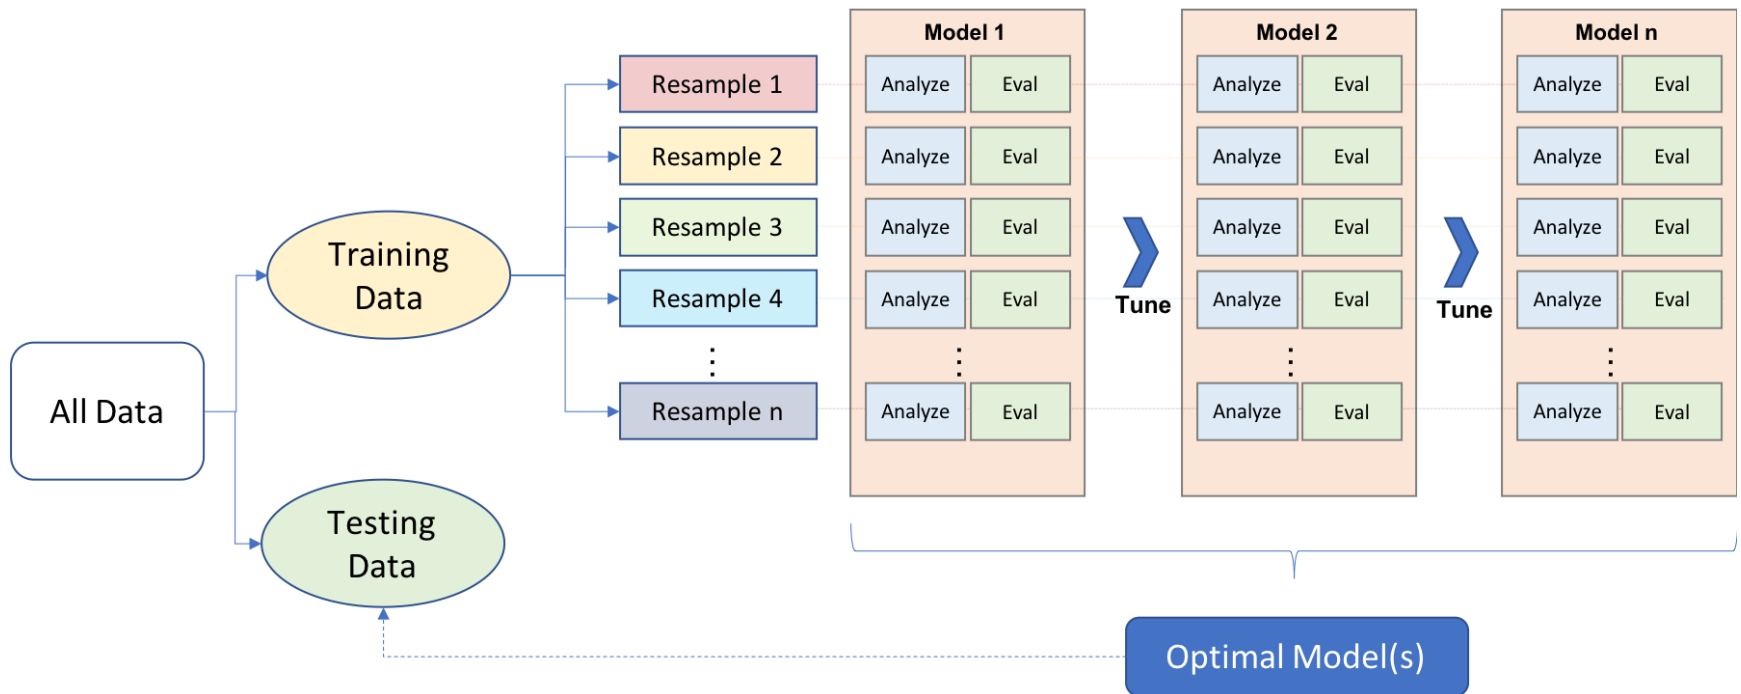 Model 1
Model 2
Model n
Resample 1
Analyze
Eval
Analyze
Eval
Analyze
Eval
Resample 2
Analyze
Eval
Analyze
Eval
Analyze
Eval
Resample 3
Analyze
Eval
Analyze
Eval
Analyze
Eval
Training
Data
Resample 4
Analyze
Eval
Tune
Analyze
Eval
Tune
Analyze
Eval
Resample n
Analyze
Eval
Analyze
Eval
Analyze
Eval
All Data
Testing
Data
Optimal Model(s)